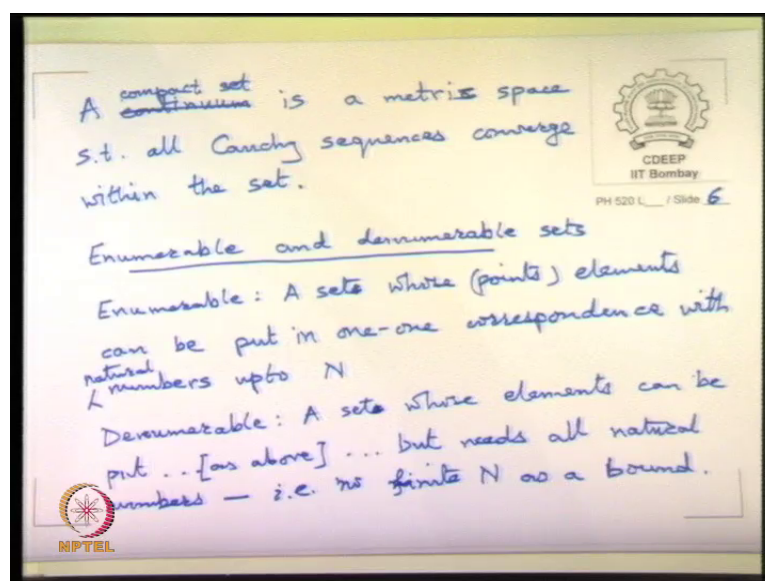 compact set
A continuum is a metric space
s.t. all Cauchy sequences converge
within the set.
CDEEP
IIT Bombay
PH 520 L___ / Slide 6
Enumerable and denumerable sets
Enumerable: A sets whose (points) elements
can be put in one-one correspondence with
natural
numbers upto N
Denumerable: A sets whose elements can be
put .. [as above] ... but needs all natural
numbers — i.e. no finite N as a bound.
NPTEL